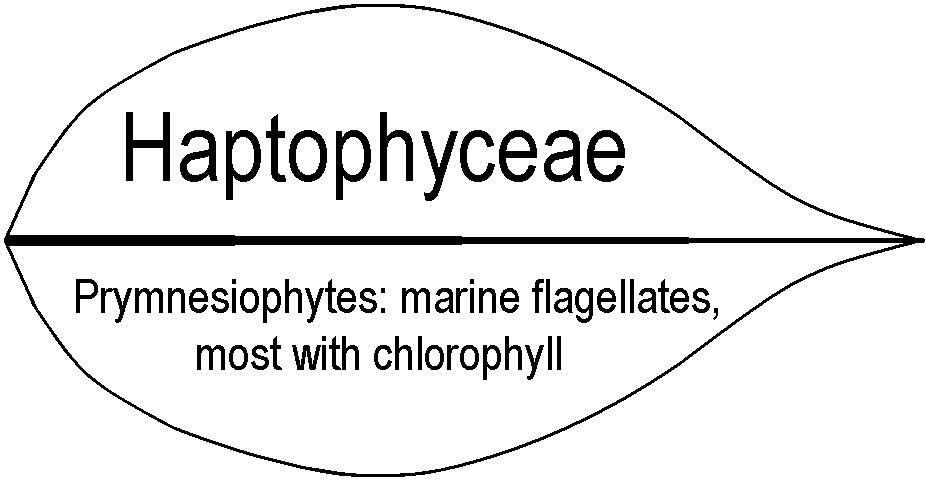 Haptophyceae
Prymnesiophytes: marine flagellates,
most with chlorophyll